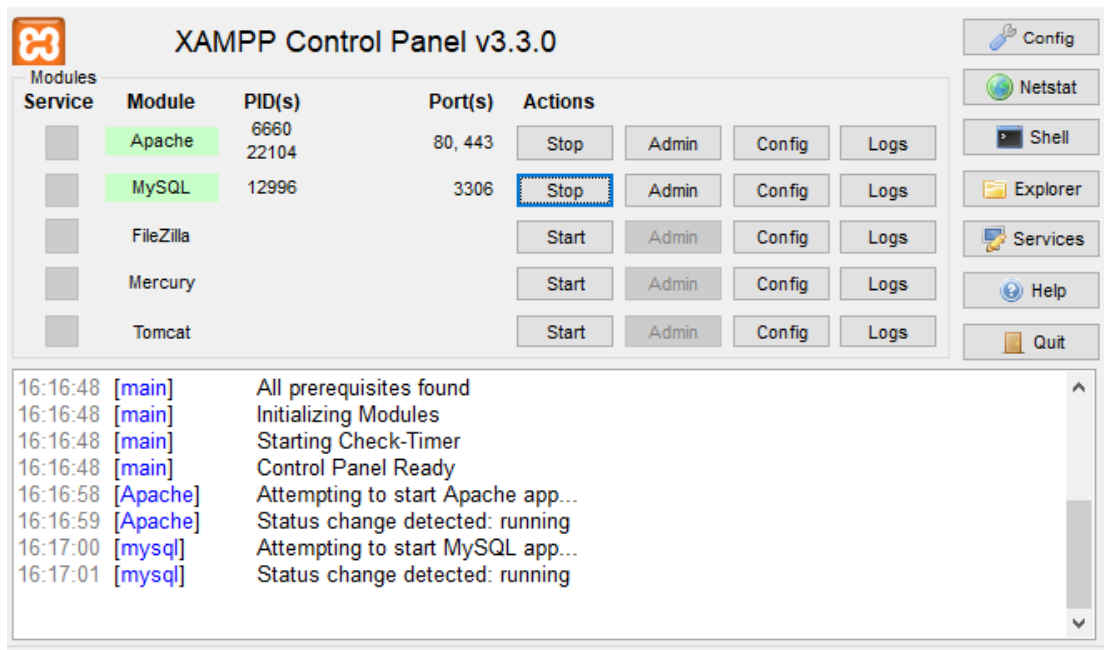 XAMPP Control Panel v3.3.0
Config
Modules
Netstat
Service Module PID(s) Port(s) Actions
Shell
Apache 6660 22104 80, 443 Stop Admin Config Logs
MySQL 12996 3306 Stop Admin Config Logs
Explorer
FileZilla Start Admin Config Logs
Services
Mercury Start Admin Config Logs
Help
Tomcat Start Admin Config Logs
Quit
16:16:48 [main] All prerequisites found
16:16:48 [main] Initializing Modules
16:16:48 [main] Starting Check-Timer
16:16:48 [main] Control Panel Ready
16:16:58 [Apache] Attempting to start Apache app...
16:16:59 [Apache] Status change detected: running
16:17:00 [mysql] Attempting to start MySQL app...
16:17:01 [mysql] Status change detected: running